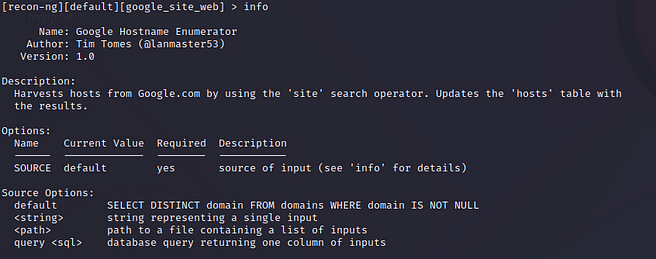 [recon-ng][default][google_site_web] > info
Name: Google Hostname Enumerator
Author: Tim Tomes (@lanmaster53)
Version: 1.0
Description:
Harvests hosts from Google.com by using the 'site' search operator. Updates the 'hosts' table with
the results.
Options:
Name Current Value Required Description
SOURCE default yes source of input (see 'info' for details)
Source Options:
default SELECT DISTINCT domain FROM domains WHERE domain IS NOT NULL
<string> string representing a single input
<path> path to a file containing a list of inputs
query <sql> database query returning one column of inputs